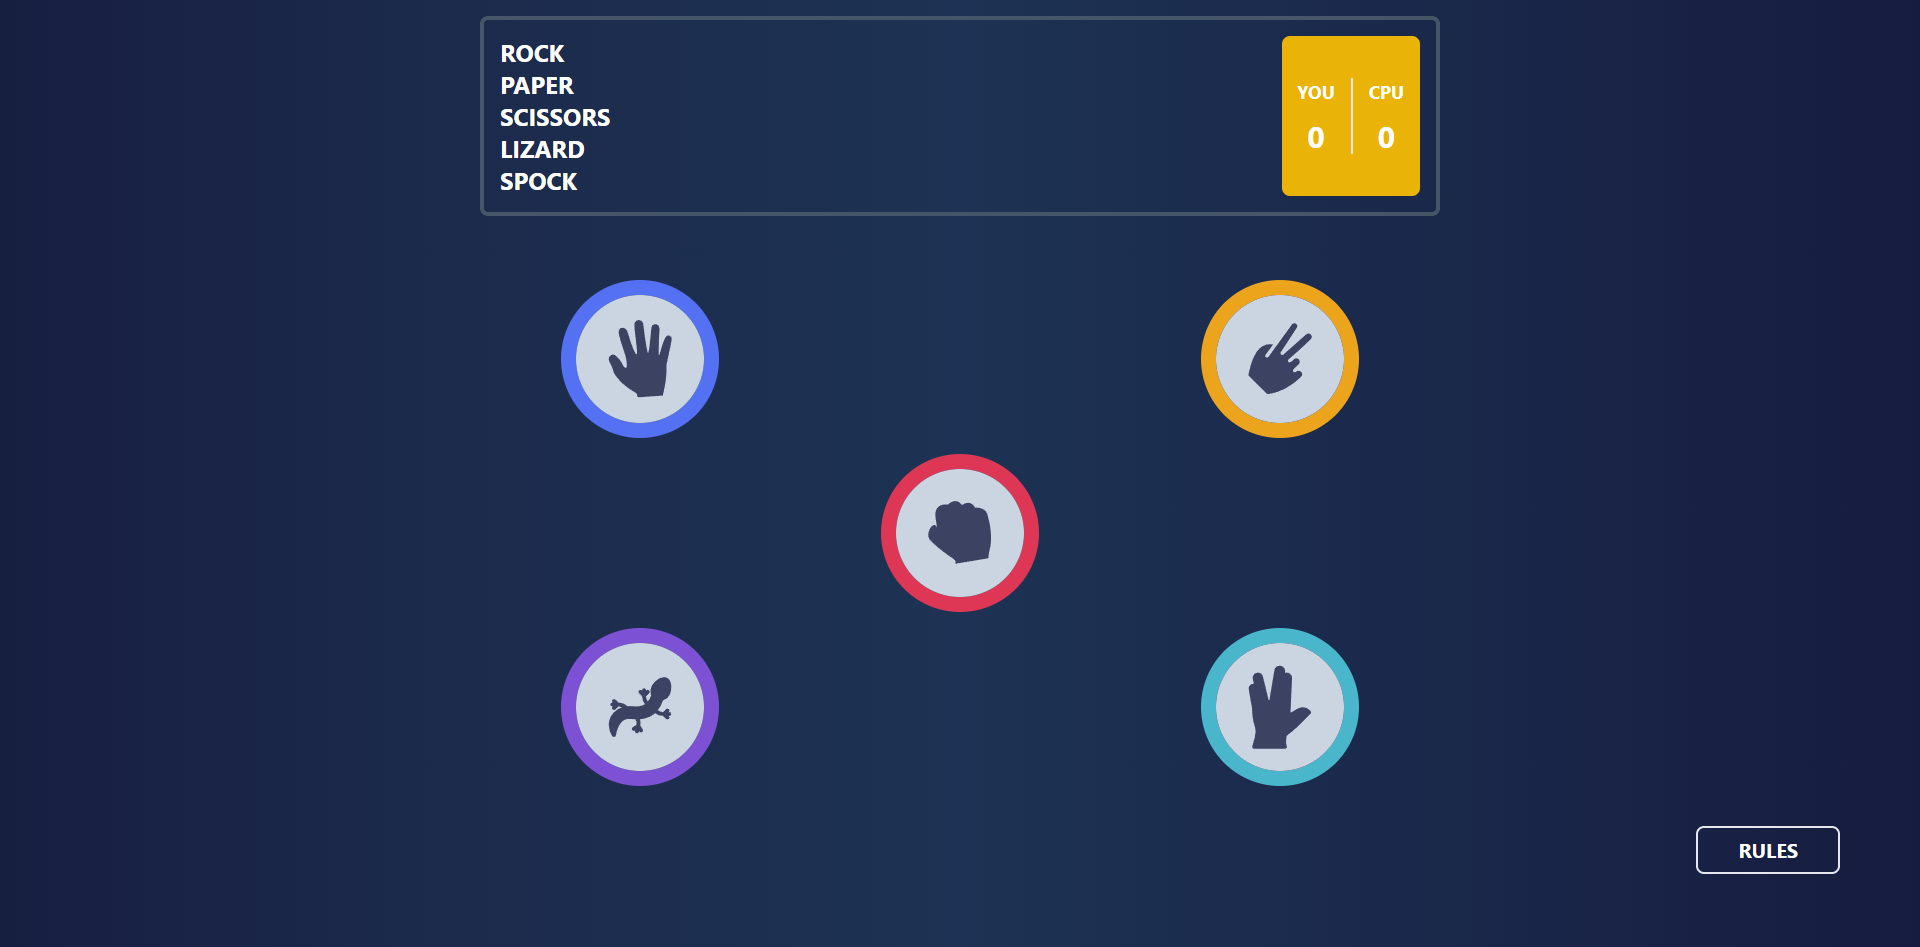 ROCK
PAPER
SCISSORS
LIZARD
SPOCK
YOU
0
CPU
0
RULES